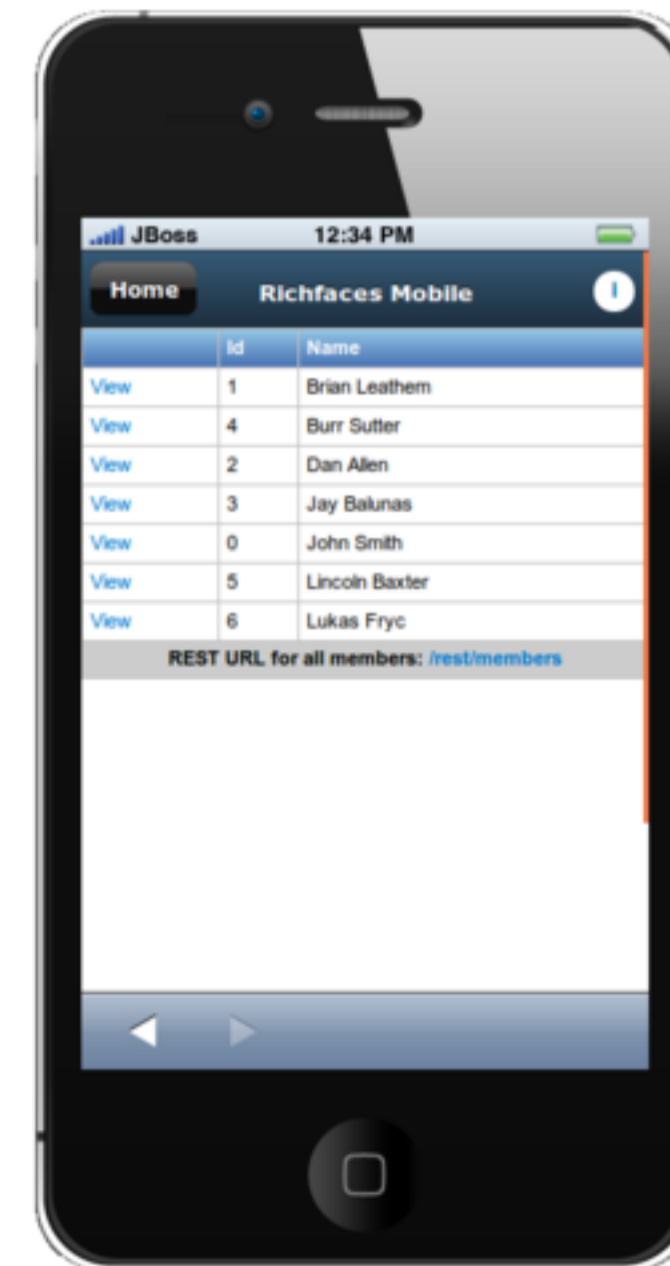 JBoss 12:34 PM
Home Richfaces Mobile I
Id Name
View 1 Brian Leathem
View 4 Burr Sutter
View 2 Dan Allen
View 3 Jay Balunas
View 0 John Smith
View 5 Lincoln Baxter
View 6 Lukas Fryc
REST URL for all members: /rest/members